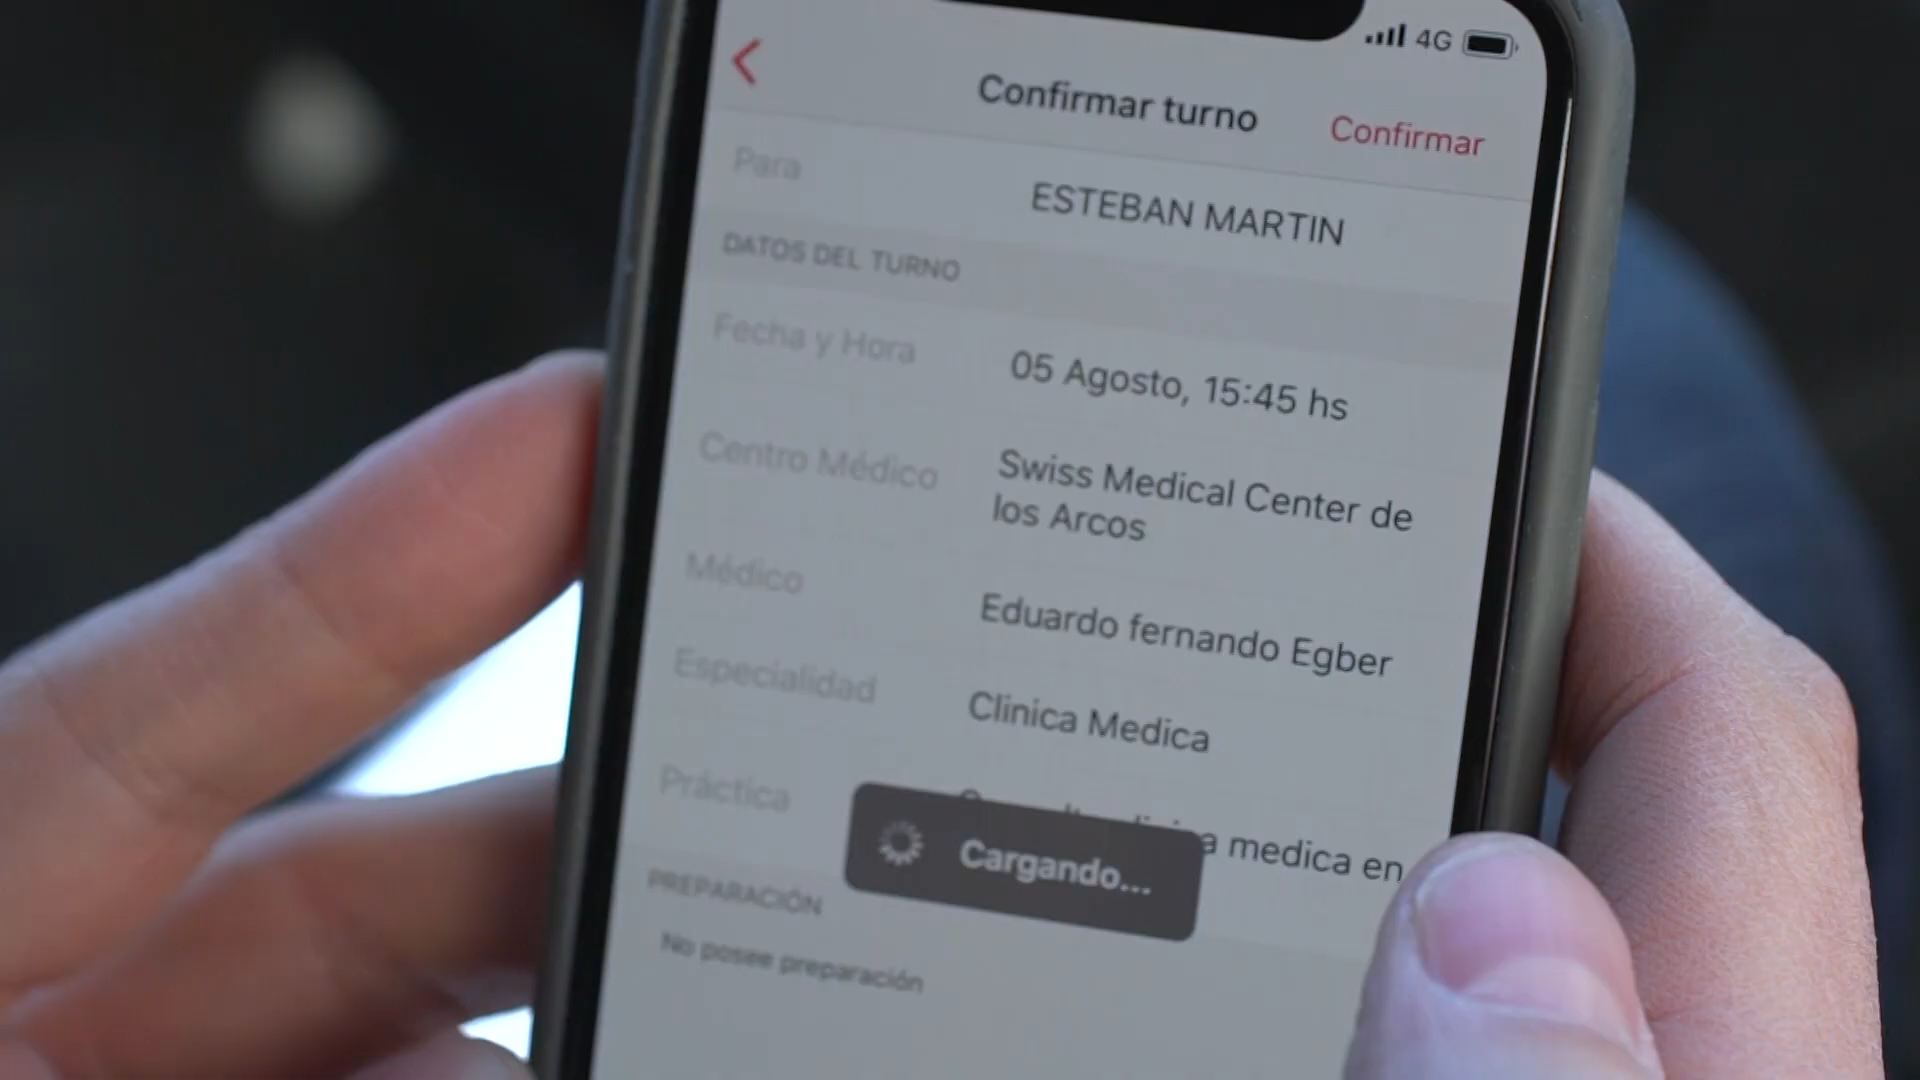 4G
Confirmar turno
Confirmar
Para
ESTEBAN MARTIN
DATOS DEL TURNO
Fecha y Hora
05 Agosto, 15:45 hs
Centro Médico
Swiss Medical Center de
los Arcos
Médico
Eduardo fernando Egber
Especialidad
Clinica Medica
Práctica
medica en
Cargando...
PREPARACIÓN
No posee preparación